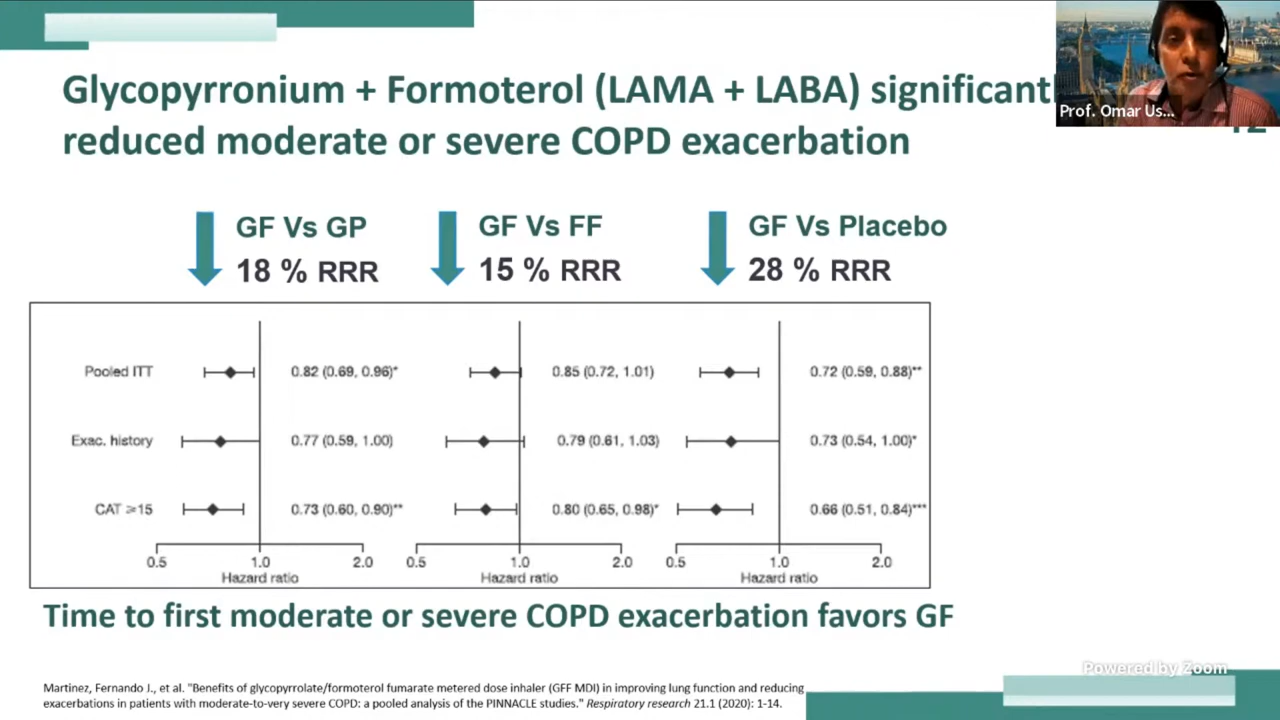 Glycopyrronium + Formoterol (LAMA + LABA) significant
reduced moderate or severe COPD exacerbation
Prof. Omar Us...
GF Vs GP
18 % RRR
GF Vs FF
15 % RRR
GF Vs Placebo
28 % RRR
Pooled ITT 0.82 (0.69, 0.96)* 0.85 (0.72, 1.01) 0.72 (0.59, 0.88)**
Exac. history 0.77 (0.59, 1.00) 0.79 (0.61, 1.03) 0.73 (0.54, 1.00)*
CAT ≥15 0.73 (0.60, 0.90)** 0.80 (0.65, 0.98)* 0.66 (0.51, 0.84)***
0.5 1.0 2.0 0.5 1.0 2.0 0.5 1.0 2.0
Hazard ratio Hazard ratio Hazard ratio
Time to first moderate or severe COPD exacerbation favors GF
Powered by Zoom
Martinez, Fernando J., et al. "Benefits of glycopyrrolate/formoterol fumarate metered dose inhaler (GFF MDI) in improving lung function and reducing
exacerbations in patients with moderate-to-very severe COPD: a pooled analysis of the PINNACLE studies." Respiratory research 21.1 (2020): 1-14.